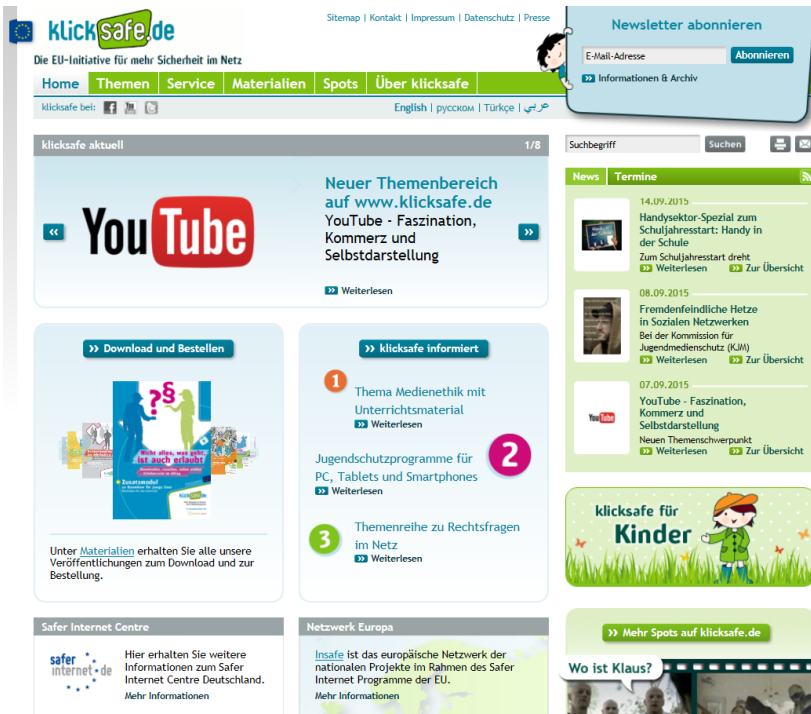 klicksafe.de
Die EU-Initiative für mehr Sicherheit im Netz
Sitemap | Kontakt | Impressum | Datenschutz | Presse
Newsletter abonnieren
E-Mail-Adresse Abonnieren
Informationen & Archiv
Home Themen Service Materialien Spots Über klicksafe
klicksafe bei:
English | русском | Türkçe | عربي
klicksafe aktuell 1/8
YouTube
Neuer Themenbereich
auf www.klicksafe.de
YouTube - Faszination,
Kommerz und
Selbstdarstellung
Weiterlesen
Download und Bestellen
?§
Nicht alles, was geht,
ist auch erlaubt
Zusatzmodul
klicksafe.de
Unter Materialien erhalten Sie alle unsere
Veröffentlichungen zum Download und zur
Bestellung.
klicksafe informiert
1
Thema Medienethik mit
Unterrichtsmaterial
Weiterlesen
2
Jugendschutzprogramme für
PC, Tablets und Smartphones
Weiterlesen
3
Themenreihe zu Rechtsfragen
im Netz
Weiterlesen
Safer Internet Centre
safer
internet.de
Hier erhalten Sie weitere
Informationen zum Safer
Internet Centre Deutschland.
Mehr Informationen
Netzwerk Europa
Insafe ist das europäische Netzwerk der
nationalen Projekte im Rahmen des Safer
Internet Programme der EU.
Mehr Informationen
Suchbegriff Suchen
News Termine
14.09.2015
Handysektor-Spezial zum
Schuljahresstart: Handy in
der Schule
Zum Schuljahresstart dreht
Weiterlesen Zur Übersicht
08.09.2015
Fremdenfeindliche Hetze
in Sozialen Netzwerken
Bei der Kommission für
Jugendmedienschutz (KJM)
Weiterlesen Zur Übersicht
07.09.2015
YouTube
YouTube - Faszination,
Kommerz und
Selbstdarstellung
Neuen Themenschwerpunkt
Weiterlesen Zur Übersicht
klicksafe für
Kinder
Mehr Spots auf klicksafe.de
Wo ist Klaus?